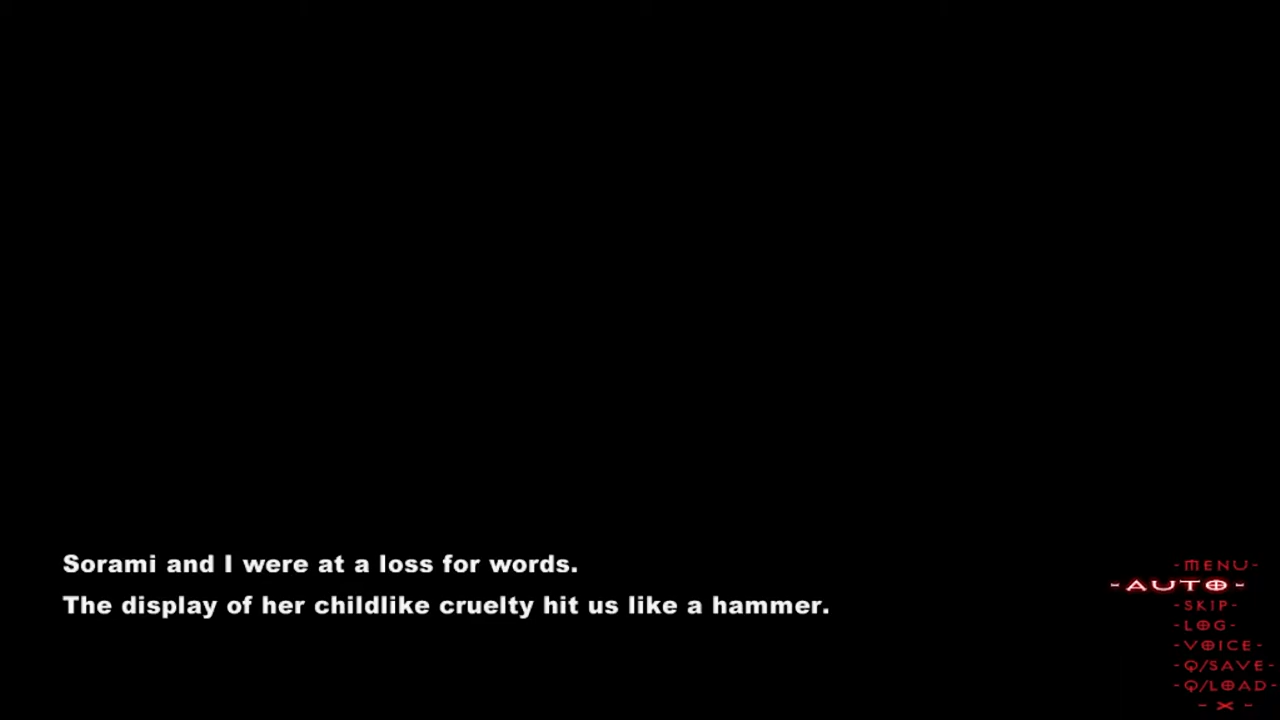 Sorami and I were at a loss for words.
The display of her childlike cruelty hit us like a hammer.
-MENU-
-AUTO-
-SKIP-
-LOG-
-VOICE-
-Q/SAVE-
-Q/LOAD-
-X-